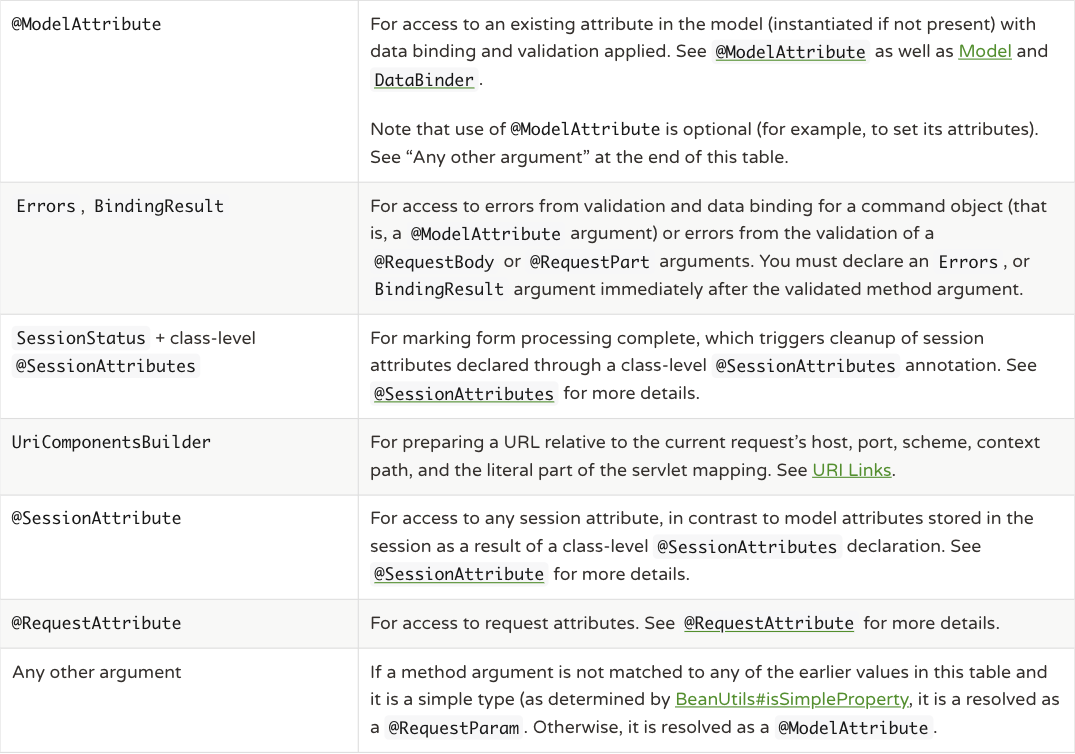 @ModelAttribute
For access to an existing attribute in the model (instantiated if not present) with
data binding and validation applied. See @ModelAttribute as well as Model and
DataBinder.
Note that use of @ModelAttribute is optional (for example, to set its attributes).
See “Any other argument” at the end of this table.
Errors, BindingResult
For access to errors from validation and data binding for a command object (that
is, a @ModelAttribute argument) or errors from the validation of a
@RequestBody or @RequestPart arguments. You must declare an Errors, or
BindingResult argument immediately after the validated method argument.
SessionStatus + class-level
@SessionAttributes
For marking form processing complete, which triggers cleanup of session
attributes declared through a class-level @SessionAttributes annotation. See
@SessionAttributes for more details.
UriComponentsBuilder
For preparing a URL relative to the current request’s host, port, scheme, context
path, and the literal part of the servlet mapping. See URI Links.
@SessionAttribute
For access to any session attribute, in contrast to model attributes stored in the
session as a result of a class-level @SessionAttributes declaration. See
@SessionAttribute for more details.
@RequestAttribute
For access to request attributes. See @RequestAttribute for more details.
Any other argument
If a method argument is not matched to any of the earlier values in this table and
it is a simple type (as determined by BeanUtils#isSimpleProperty, it is a resolved as
a @RequestParam. Otherwise, it is resolved as a @ModelAttribute.